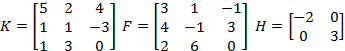 K = [5 2 4; 1 1 -3; 1 3 0] F = [3 1 -1; 4 -1 3; 2 6 0] H = [-2 0; 0 3]